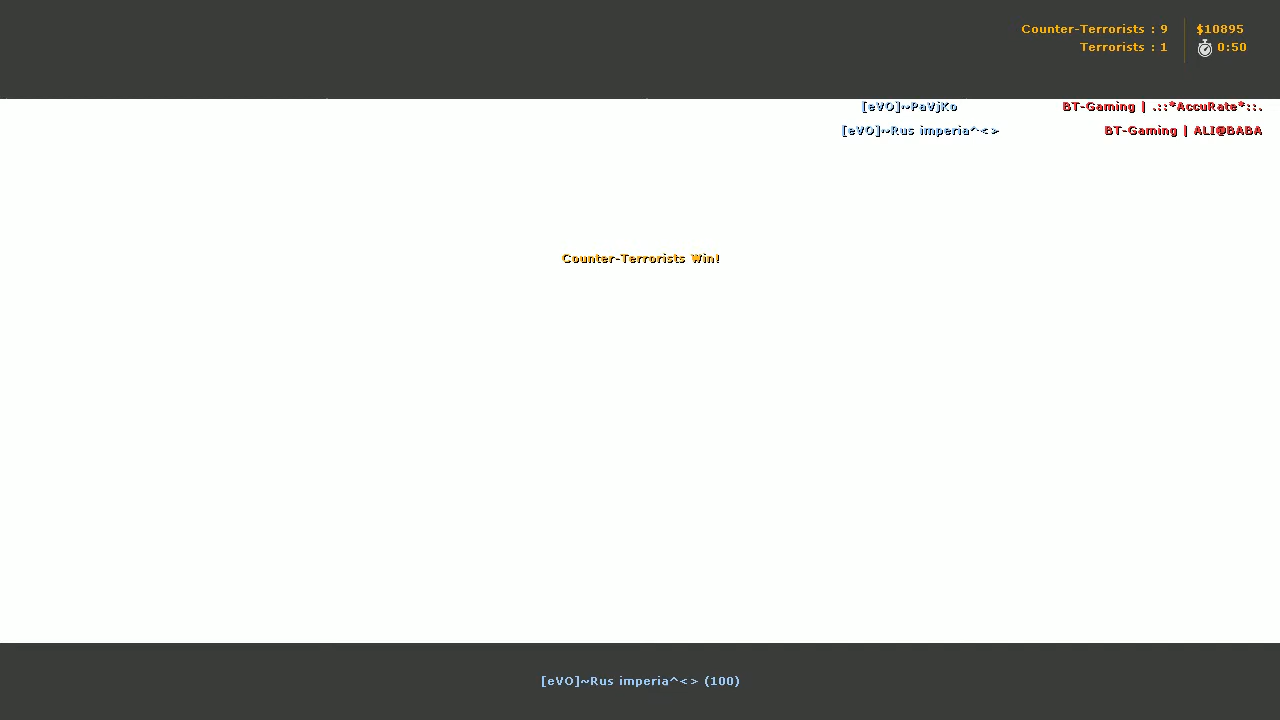 Counter-Terrorists : 9 $10895
Terrorists : 1 0:50
[eVO]~PaVjKo BT-Gaming | .::*AccuRate*::.
[eVO]~Rus imperia^<> BT-Gaming | ALI@BABA
Counter-Terrorists Win!
[eVO]~Rus imperia^<> (100)